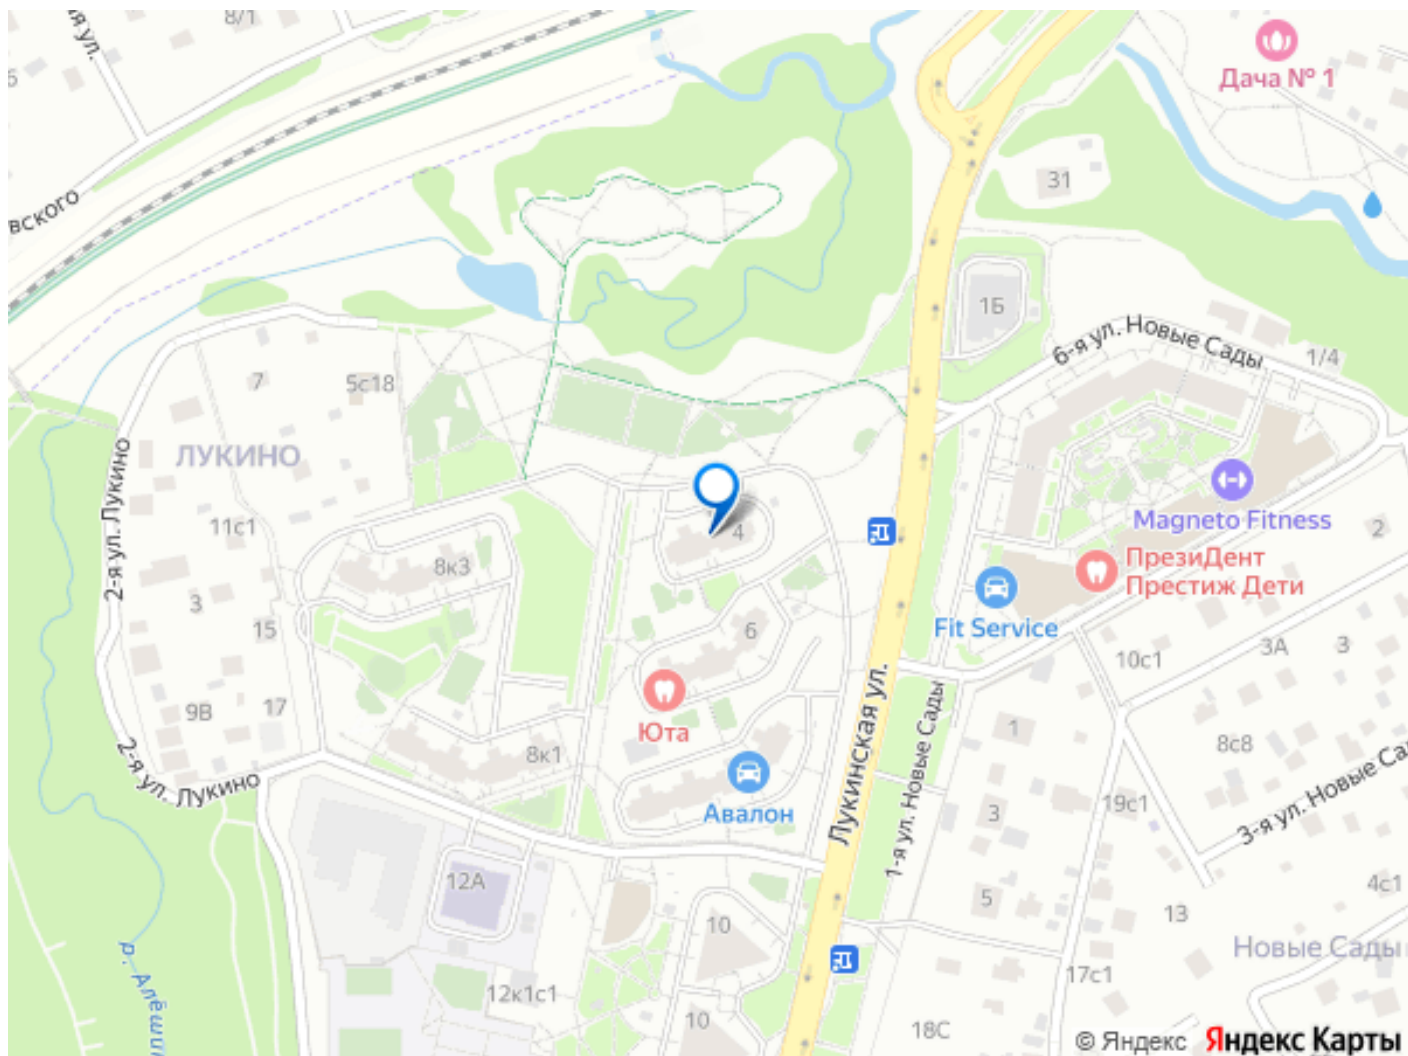 8/1
Дача № 1
31
1Б
6-я ул. Новые Сады
1/4
7
5с18
ЛУКИНО
2-я ул. Лукино
11с1
Magneto Fitness
4
2
8к3
ПрезиДент
Престиж Дети
3
15
6
Fit Service
10с1
3А
3
9В
17
Юта
Лукинская ул.
1-я ул. Новые Сады
1
8с8
2-я ул. Лукино
8к1
Авалон
3
19с1
3-я ул. Новые Са
12А
5
4с1
13
10
Новые Сады
р. Алёши
12к1с1
17с1
10
18С
© Яндекс Яндекс Карты